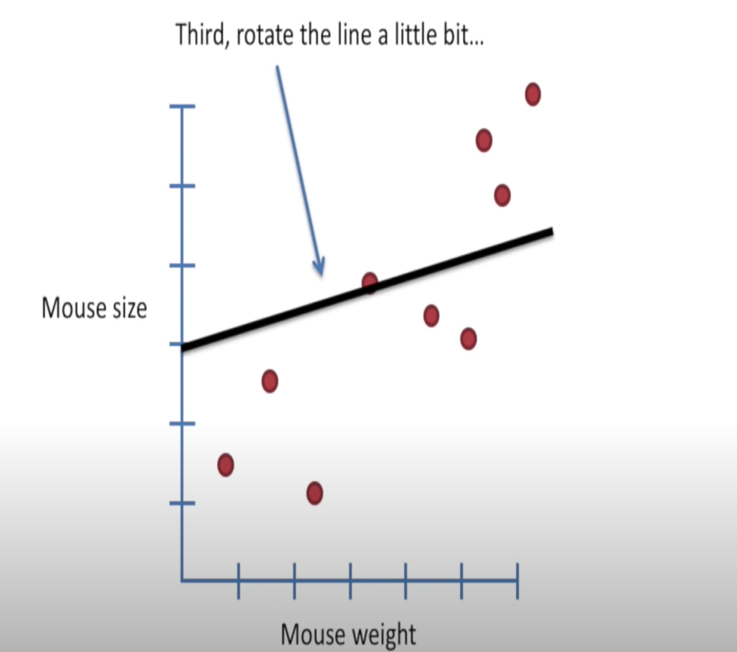 Third, rotate the line a little bit...
Mouse size
Mouse weight